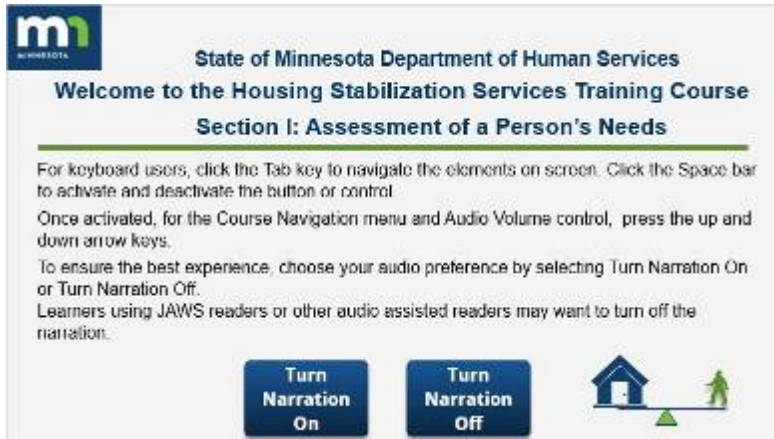 MINNESOTA
State of Minnesota Department of Human Services
Welcome to the Housing Stabilization Services Training Course
Section I: Assessment of a Person's Needs
For keyboard users, click the Tab key to navigate the elements on screen. Click the Space bar
to activate and deactivate the button or control
Once activated, for the Course Navigation menu and Audio Volume control, press the up and
down arrow keys.
To ensure the best experience, choose your audio preference by selecting Turn Narration On
or Turn Narration Off.
Learners using JAWS readers or other audio assisted readers may want to turn off the
narration.
Turn
Narration
On
Turn
Narration
Off